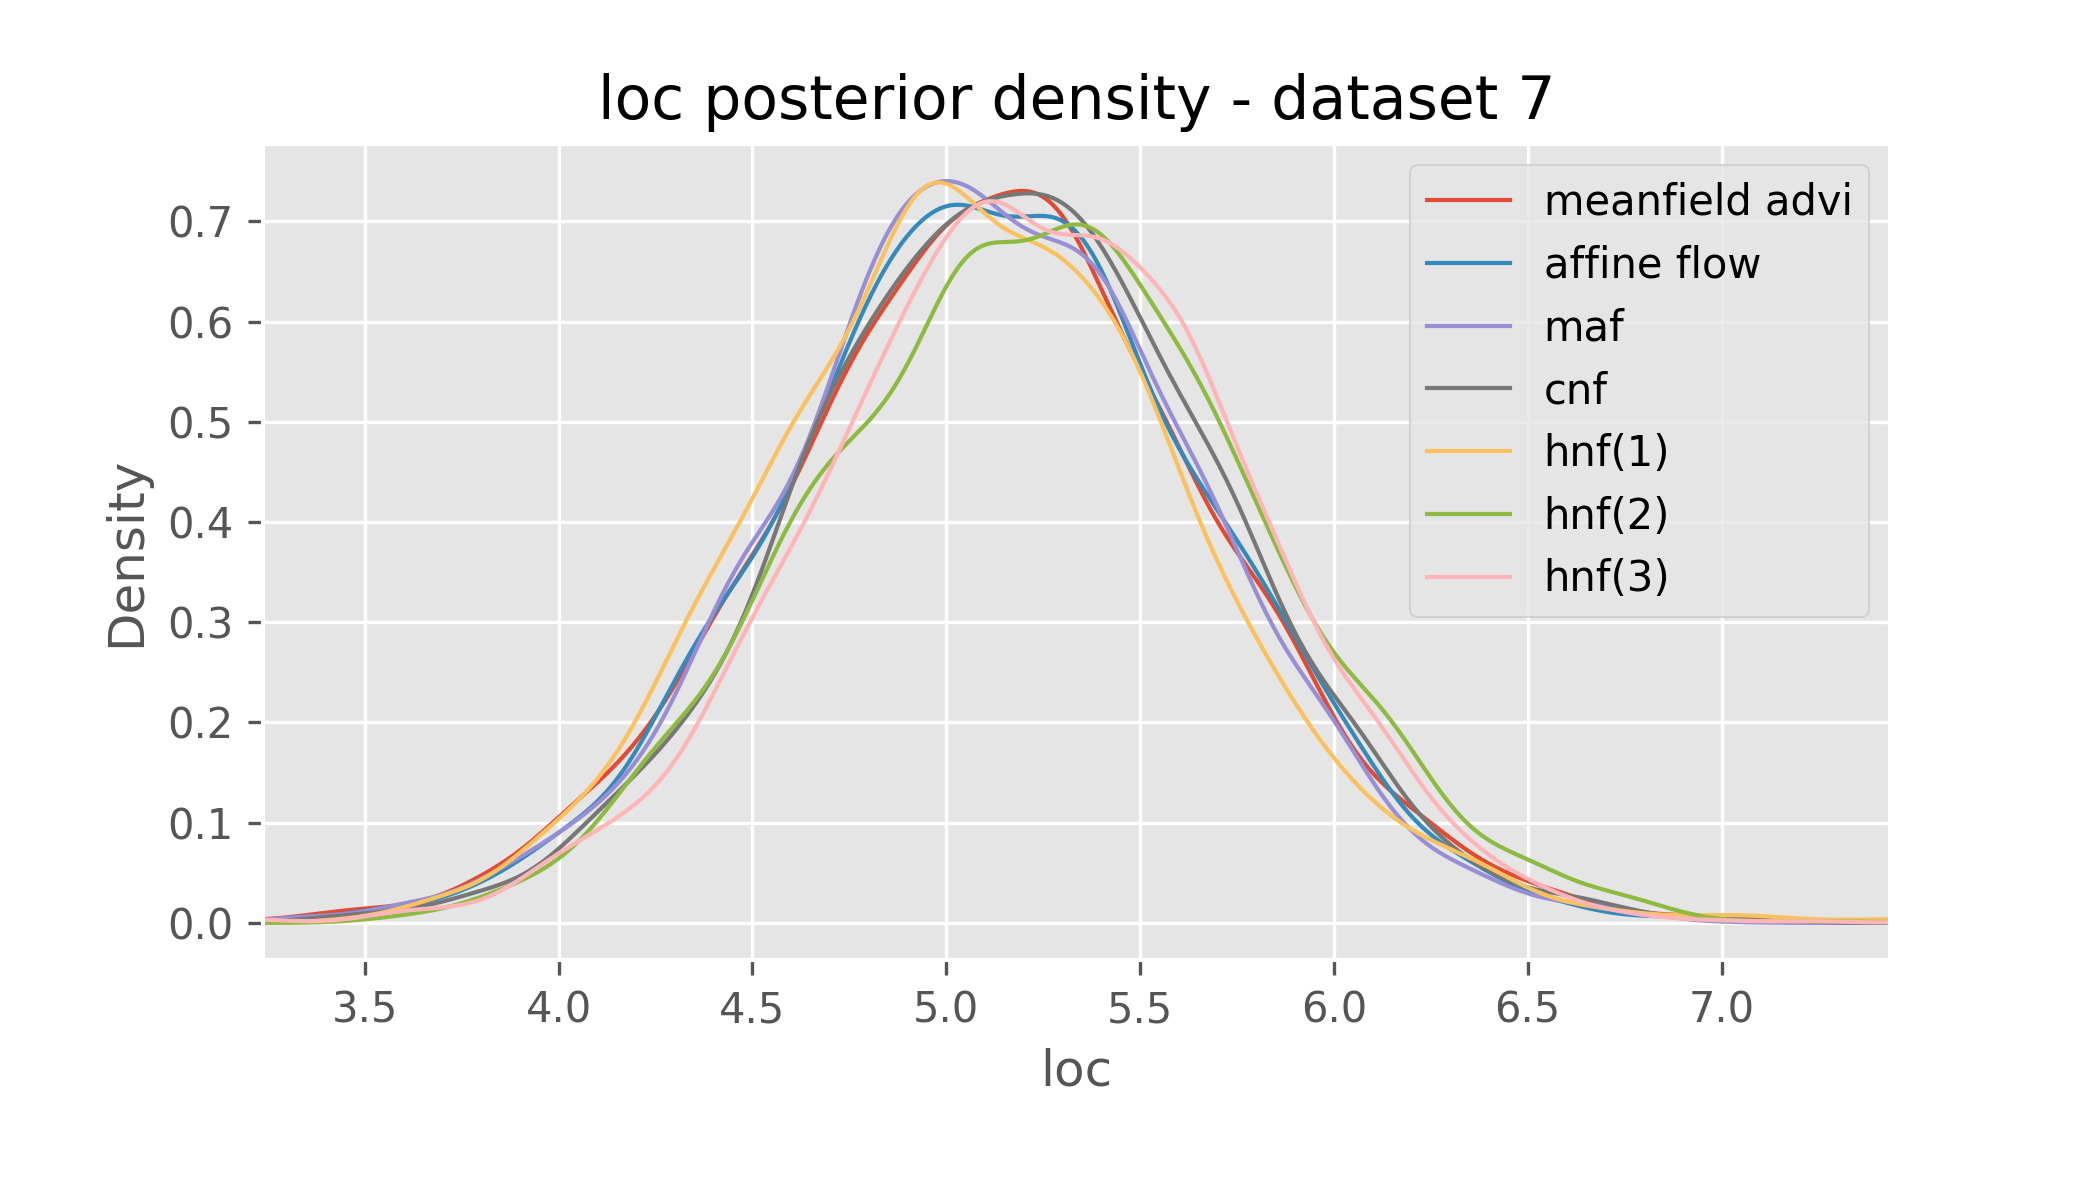 loc posterior density - dataset 7
meanfield advi
affine flow
maf
cnf
hnf(1)
hnf(2)
hnf(3)
Density
0.7
0.6
0.5
0.4
0.3
0.2
0.1
0.0
3.5 4.0 4.5 5.0 5.5 6.0 6.5 7.0
loc